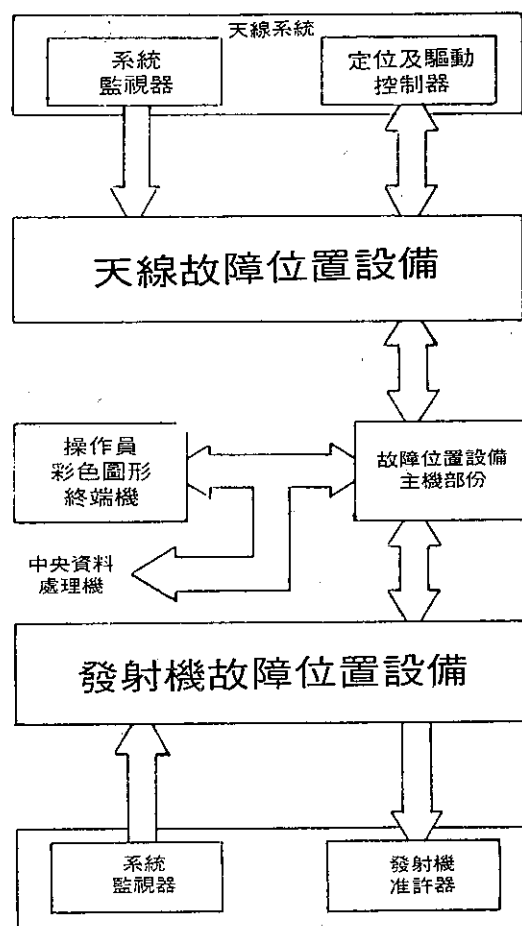 天線系統
系統
監視器
定位及驅動
控制器
天線故障位置設備
操作員
彩色圖形
終端機
故障位置設備
主機部份
中央資料
處理機
發射機故障位置設備
系統
監視器
發射機
准許器